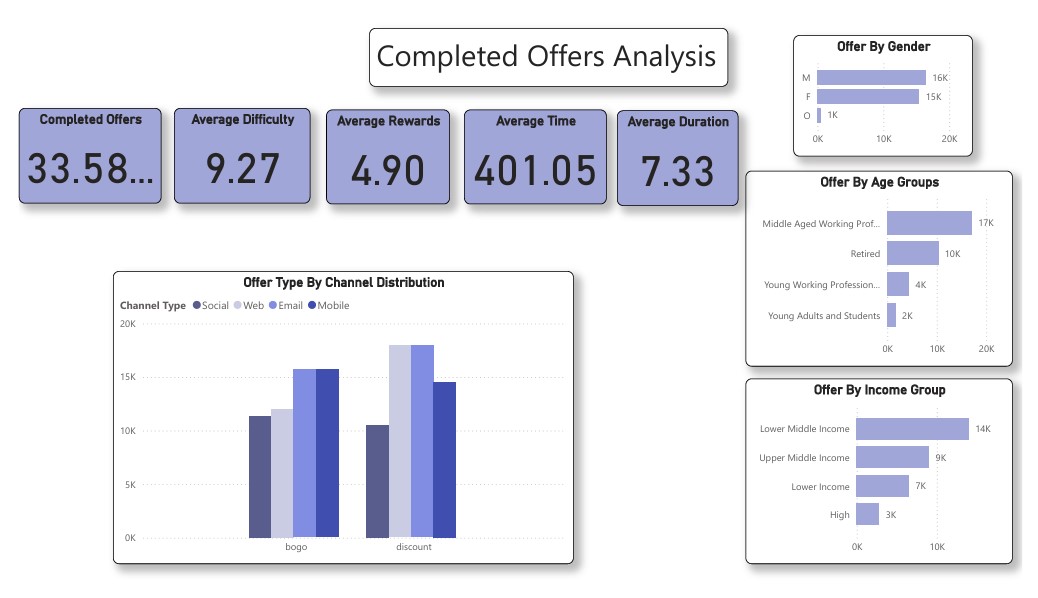 Completed Offers Analysis
Completed Offers
33.58...
Average Difficulty
9.27
Average Rewards
4.90
Average Time
401.05
Average Duration
7.33
Offer By Gender
M 16K
F 15K
O 1K
0K 10K 20K
Offer By Age Groups
Middle Aged Working Prof... 17K
Retired 10K
Young Working Profession... 4K
Young Adults and Students 2K
0K 10K 20K
Offer Type By Channel Distribution
Channel Type Social Web Email Mobile
20K
15K
10K
5K
0K
bogo discount
Offer By Income Group
Lower Middle Income 14K
Upper Middle Income 9K
Lower Income 7K
High 3K
0K 10K